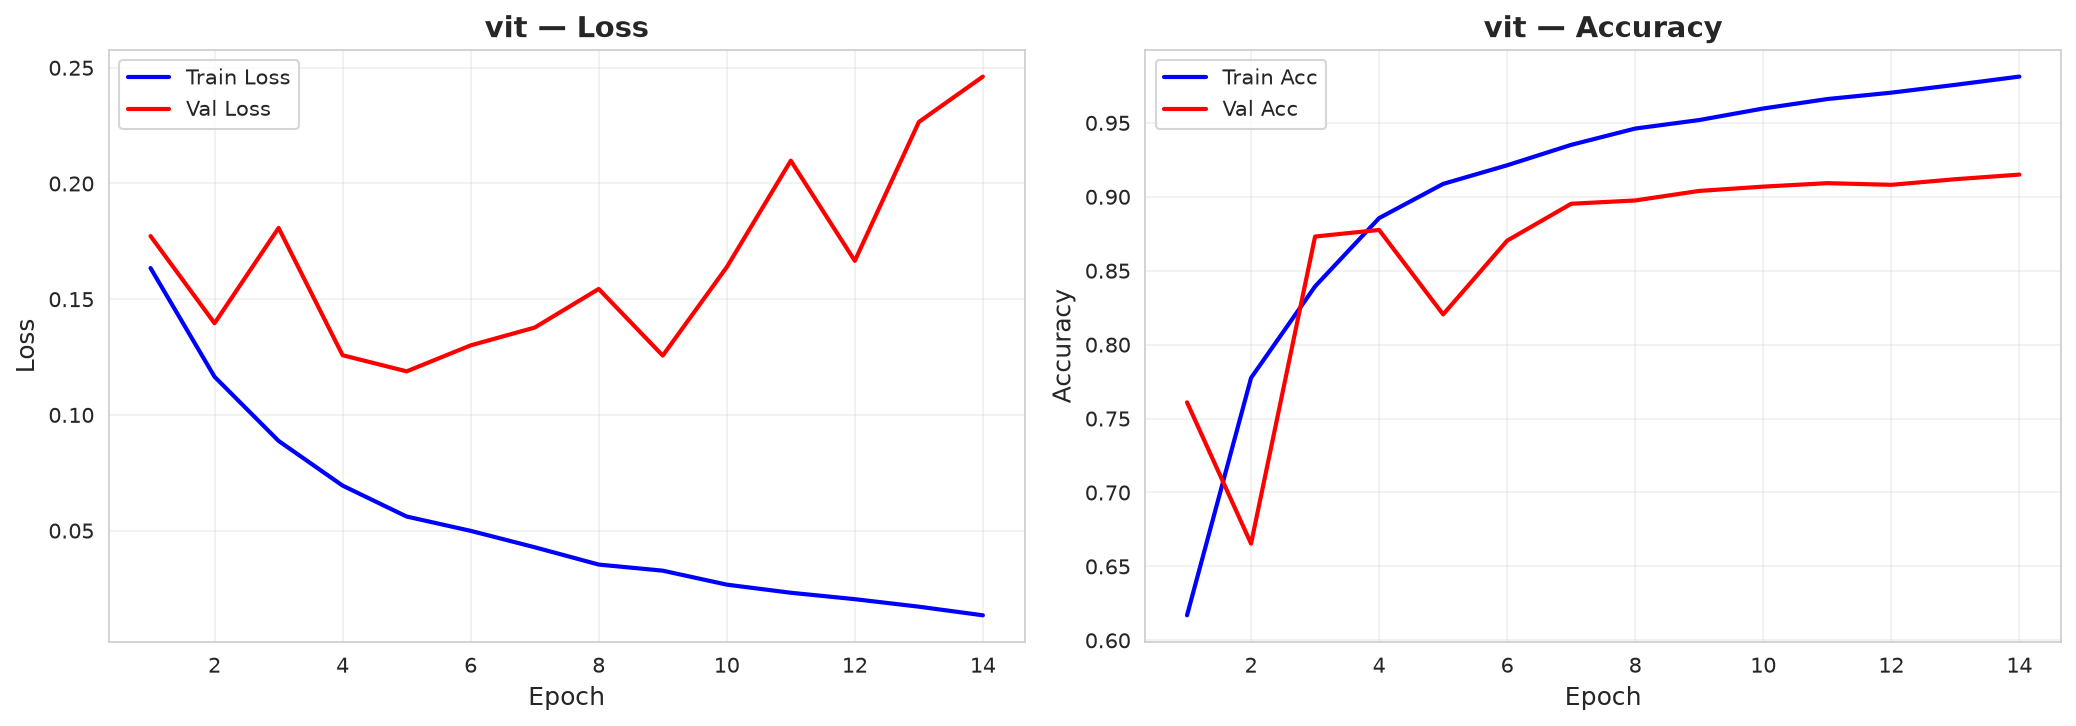 vit — Loss
Train Loss
Val Loss
0.25
0.20
0.15
0.10
0.05
Loss
2 4 6 8 10 12 14
Epoch
vit — Accuracy
Train Acc
Val Acc
0.95
0.90
0.85
0.80
0.75
0.70
0.65
0.60
Accuracy
2 4 6 8 10 12 14
Epoch